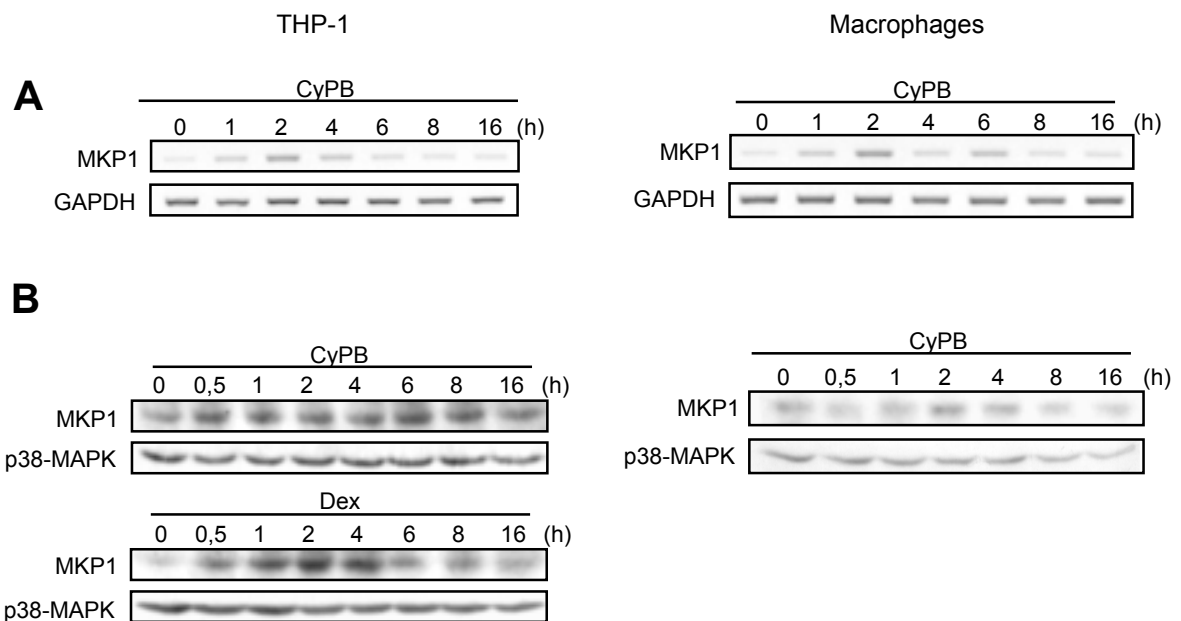 THP-1
Macrophages
A
CyPB
0 1 2 4 6 8 16 (h)
MKP1
GAPDH
CyPB
0 1 2 4 6 8 16 (h)
MKP1
GAPDH
B
CyPB
0 0,5 1 2 4 6 8 16 (h)
MKP1
p38-MAPK
Dex
0 0,5 1 2 4 6 8 16 (h)
MKP1
p38-MAPK
CyPB
0 0,5 1 2 4 8 16 (h)
MKP1
p38-MAPK